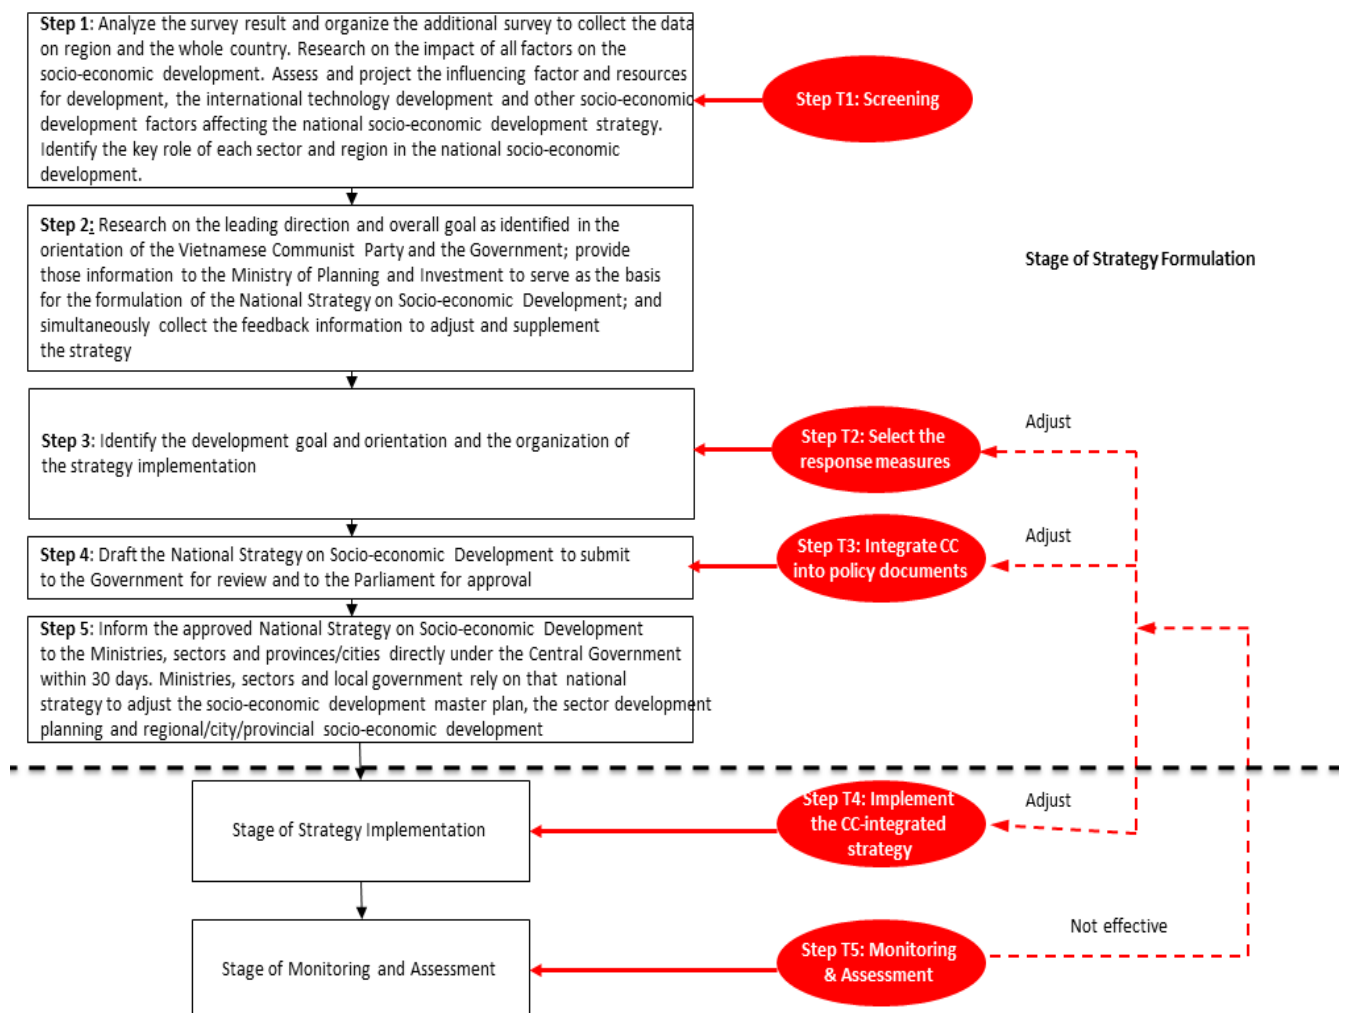 Step 1: Analyze the survey result and organize the additional survey to collect the data
on region and the whole country. Research on the impact of all factors on the
socio-economic development. Assess and project the influencing factor and resources
for development, the international technology development and other socio-economic
development factors affecting the national socio-economic development strategy.
Identify the key role of each sector and region in the national socio-economic
development.
Step T1: Screening
Step 2: Research on the leading direction and overall goal as identified in the
orientation of the Vietnamese Communist Party and the Government; provide
those information to the Ministry of Planning and Investment to serve as the basis
for the formulation of the National Strategy on Socio-economic Development; and
simultaneously collect the feedback information to adjust and supplement
the strategy
Stage of Strategy Formulation
Step 3: Identify the development goal and orientation and the organization of
the strategy implementation
Step T2: Select the
response measures
Adjust
Step 4: Draft the National Strategy on Socio-economic Development to submit
to the Government for review and to the Parliament for approval
Step T3: Integrate CC
into policy documents
Adjust
Step 5: Inform the approved National Strategy on Socio-economic Development
to the Ministries, sectors and provinces/cities directly under the Central Government
within 30 days. Ministries, sectors and local government rely on that national
strategy to adjust the socio-economic development master plan, the sector development
planning and regional/city/provincial socio-economic development
Stage of Strategy Implementation
Step T4: Implement
the CC-integrated
strategy
Adjust
Stage of Monitoring and Assessment
Step T5: Monitoring
& Assessment
Not effective